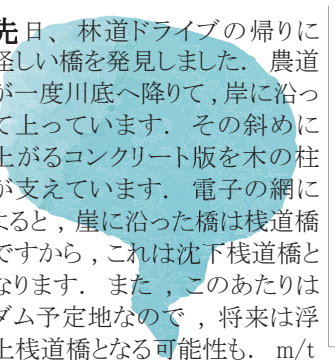 先日、 林道ドライブの帰りに
怪しい橋を発見しました． 農道
が一度川底へ降りて，岸に沿っ
て上っています． その斜めに
上がるコンクリート版を木の柱
が支えています． 電子の網に
よると，崖に沿った橋は桟道橋
ですから，これは沈下桟道橋と
なります． また，このあたりは
ダム予定地なので，将来は浮
上桟道橋となる可能性も． m/t